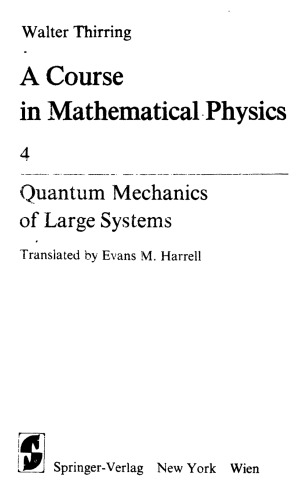 Walter Thirring
A Course
in Mathematical Physics
4
Quantum Mechanics
of Large Systems
Translated by Evans M. Harrell
Springer-Verlag New York Wien